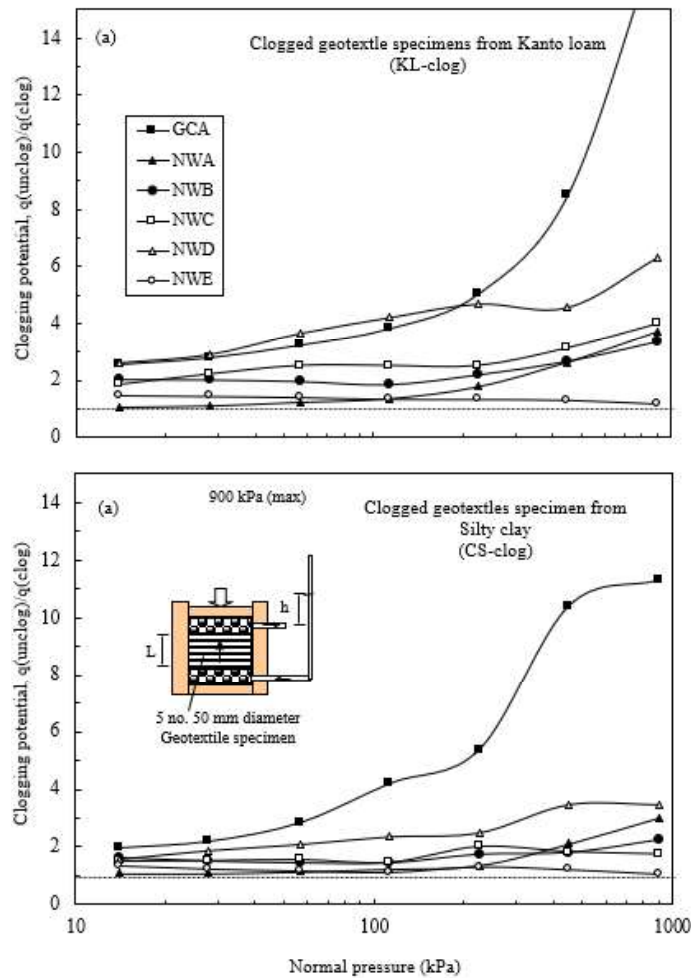 14
(a)
Clogged geotextle specimens from Kanto loam
(KL-clog)
12
GCA
NWA
NWB
NWC
NWD
NWE
10
8
6
4
2
0
Clogging potential, q(unclog)/q(clog)
14
(a)
900 kPa (max)
Clogged geotextiles specimen from
Silty clay
(CS-clog)
12
10
h
L
8
6
5 no. 50 mm diameter
Geotextile specimen
4
2
0
Clogging potential, q(unclog)/q(clog)
10
100
1000
Normal pressure (kPa)